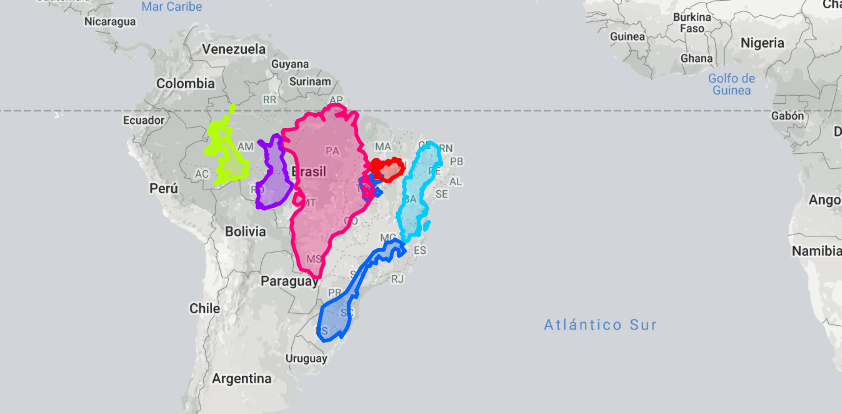 Mar Caribe
Nicaragua
Venezuela
Guyana
Surinam
Colombia
RR
AP
Ecuador
AM
PA
MA
RN
PB
PE
AL
SE
AC
Perú
Brasil
MT
BA
GO
Bolivia
MG
ES
MS
RJ
Paraguay
PR
SC
RS
Chile
Uruguay
Argentina
Atlántico Sur
Guinea
Burkina
Faso
Ghana
Nigeria
Golfo de
Guinea
Gabón
Ango
Namibia